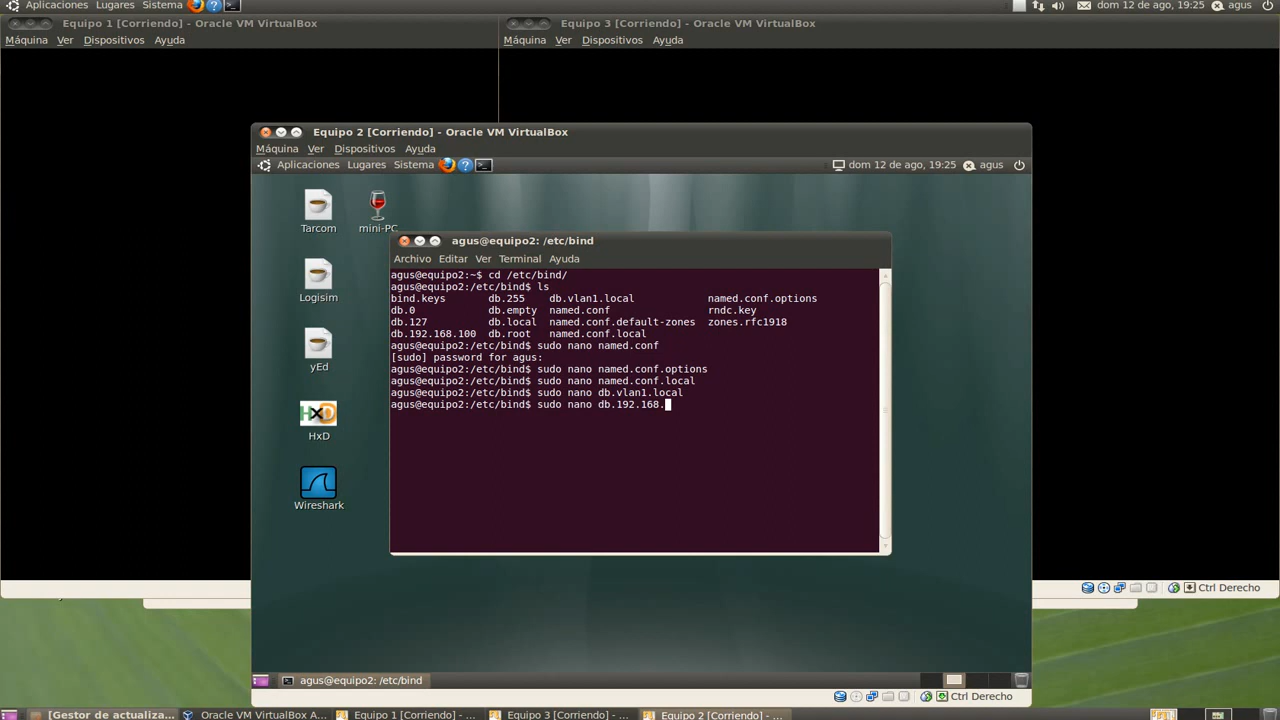 Aplicaciones Lugares Sistema dom 12 de ago, 19:25 agus
Equipo 1 [Corriendo] - Oracle VM VirtualBox
Máquina Ver Dispositivos Ayuda
Equipo 3 [Corriendo] - Oracle VM VirtualBox
Máquina Ver Dispositivos Ayuda
Equipo 2 [Corriendo] - Oracle VM VirtualBox
Máquina Ver Dispositivos Ayuda
Aplicaciones Lugares Sistema dom 12 de ago, 19:25 agus
Tarcom
mini-PC
Logisim
yEd
HxD
Wireshark
agus@equipo2: /etc/bind
Archivo Editar Ver Terminal Ayuda
agus@equipo2:~$ cd /etc/bind/
agus@equipo2:/etc/bind$ ls
bind.keys db.255 db.vlan1.local named.conf.options
db.0 db.empty named.conf rndc.key
db.127 db.local named.conf.default-zones zones.rfc1918
db.192.168.100 db.root named.conf.local
agus@equipo2:/etc/bind$ sudo nano named.conf
[sudo] password for agus:
agus@equipo2:/etc/bind$ sudo nano named.conf.options
agus@equipo2:/etc/bind$ sudo nano named.conf.local
agus@equipo2:/etc/bind$ sudo nano db.vlan1.local
agus@equipo2:/etc/bind$ sudo nano db.192.168.
Ctrl Derecho
agus@equipo2: /etc/bind
Ctrl Derecho
[Gestor de actualiza... Oracle VM VirtualBox A... Equipo 1 [Corriendo] - ... Equipo 3 [Corriendo] - ... Equipo 2 [Corriendo] - ...